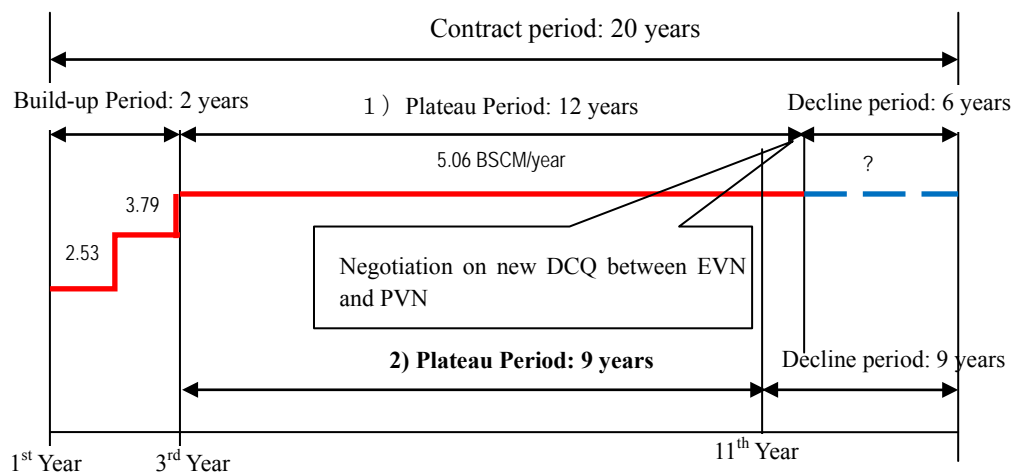 Contract period: 20 years
Build-up Period: 2 years
1）Plateau Period: 12 years
Decline period: 6 years
5.06 BSCM/year
?
3.79
2.53
Negotiation on new DCQ between EVN
and PVN
2) Plateau Period: 9 years
Decline period: 9 years
1st Year
3rd Year
11th Year